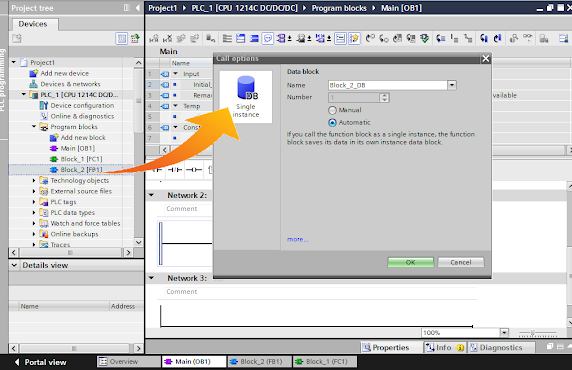 Project tree
Project1 ▸ PLC_1 [CPU 1214C DC/DC/DC] ▸ Program blocks ▸ Main [OB1]
Devices
Project1
Add new device
Devices & networks
PLC_1 [CPU 1214C DC/D...
Device configuration
Online & diagnostics
Program blocks
Add new block
Main [OB1]
Block_1 [FC1]
Block_2 [FB1]
Technology objects
External source files
PLC tags
PLC data types
Watch and force tables
Online backups
Traces
Details view
Name
Address
PLC programming
Main
Name
1
Input
2
Initial_
3
Rema
vailable
4
Temp
5
6
Const
Call options
DB
Single
instance
Data block
Name
Block_2_DB
Number
1
Manual
Automatic
If you call the function block as a single instance, the function
block saves its data in its own instance data block.
more...
OK
Cancel
Network 2:
Comment
Network 3:
Comment
100%
Properties
Info
Diagnostics
Portal view
Overview
Main (OB1)
Block_2 (FB1)
Block_1 (FC1)